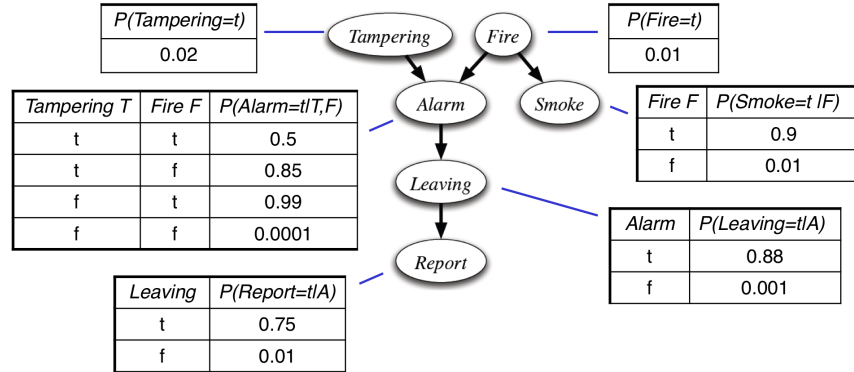 P(Tampering=t)
0.02
Tampering
Fire
P(Fire=t)
0.01
Tampering T Fire F P(Alarm=t|T,F)
t t 0.5
t f 0.85
f t 0.99
f f 0.0001
Alarm
Smoke
Fire F P(Smoke=t |F)
t 0.9
f 0.01
Leaving
Alarm P(Leaving=t|A)
t 0.88
f 0.001
Report
Leaving P(Report=t|A)
t 0.75
f 0.01